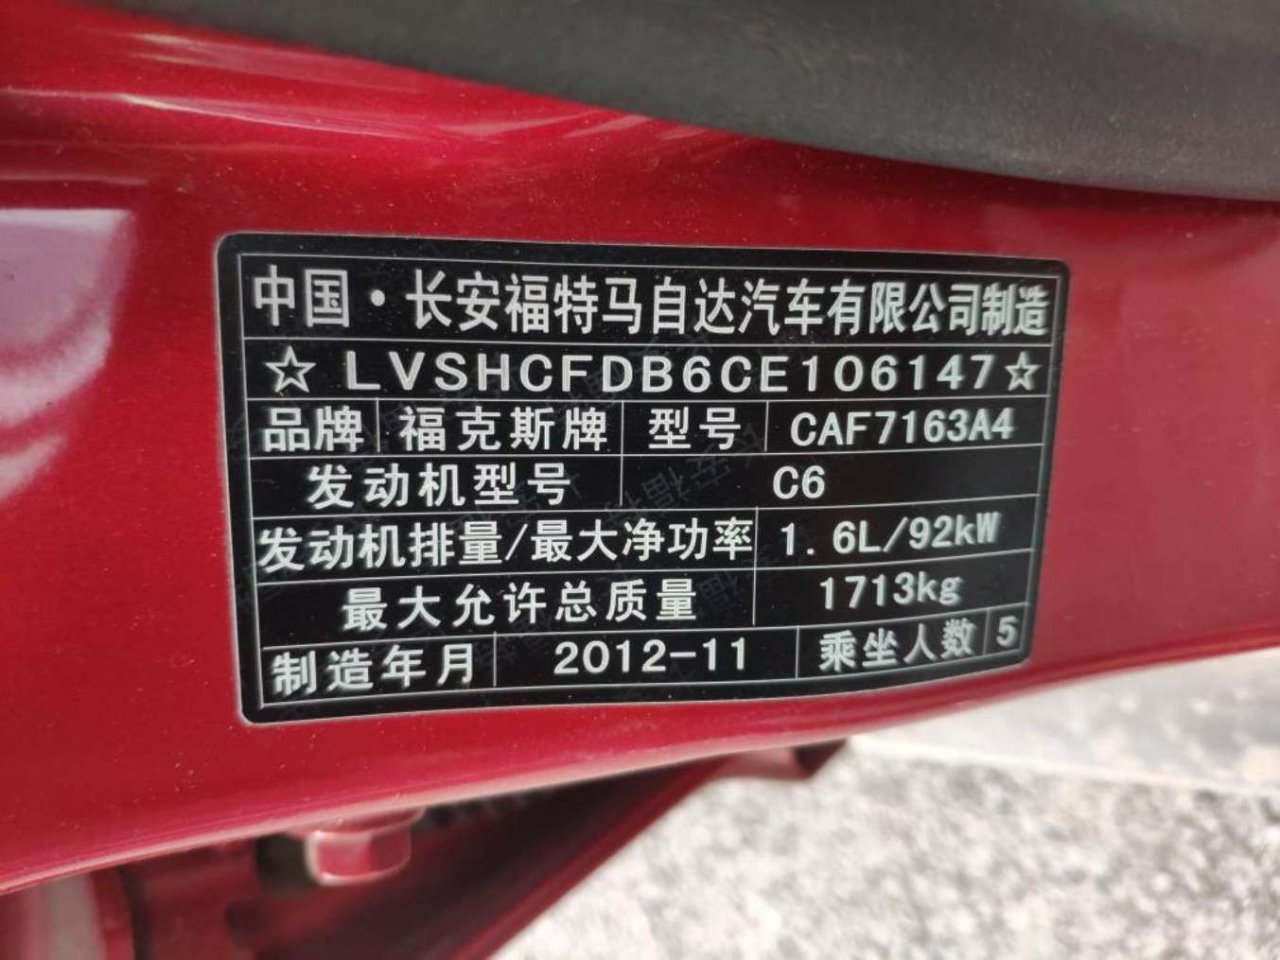 中国·长安福特马自达汽车有限公司制造
☆LVSHCFDB6CE106147☆
品牌 福克斯牌 型号 CAF7163A4
发动机型号 C6
发动机排量/最大净功率 1.6L/92kW
最大允许总质量 1713kg
制造年月 2012-11 乘坐人数 5